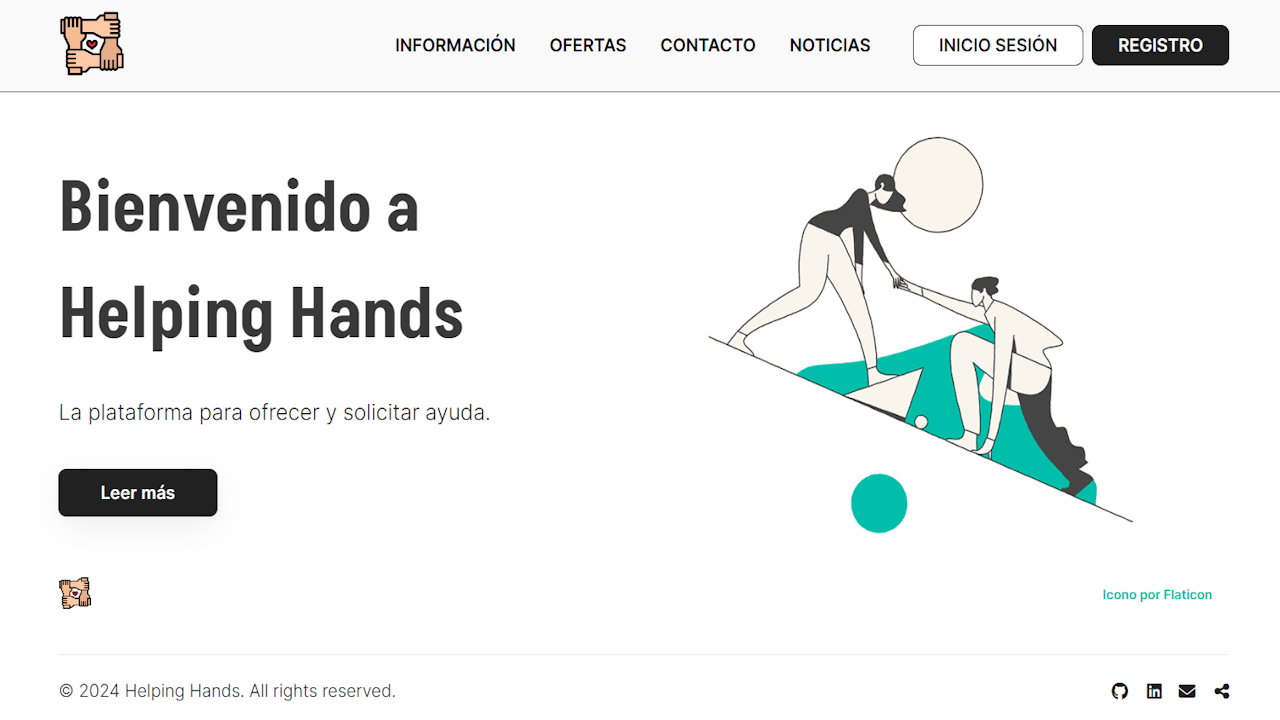 INFORMACIÓN OFERTAS CONTACTO NOTICIAS INICIO SESIÓN REGISTRO
Bienvenido a
Helping Hands
La plataforma para ofrecer y solicitar ayuda.
Leer más
Icono por Flaticon
© 2024 Helping Hands. All rights reserved.